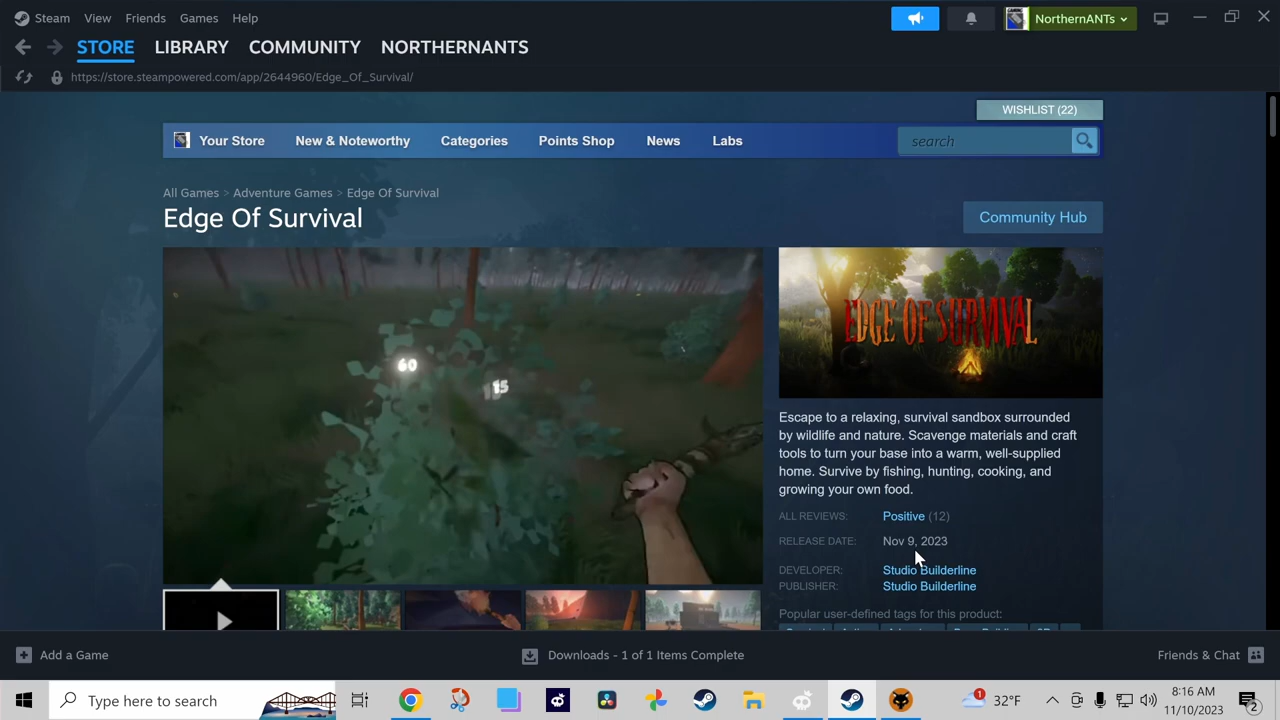 Steam View Friends Games Help NorthernANTs
STORE LIBRARY COMMUNITY NORTHERNANTS
https://store.steampowered.com/app/2644960/Edge_Of_Survival/
WISHLIST (22)
Your Store New & Noteworthy Categories Points Shop News Labs search
All Games > Adventure Games > Edge Of Survival
Edge Of Survival
Community Hub
60
15
EDGE OF SURVIVAL
Escape to a relaxing, survival sandbox surrounded
by wildlife and nature. Scavenge materials and craft
tools to turn your base into a warm, well-supplied
home. Survive by fishing, hunting, cooking, and
growing your own food.
ALL REVIEWS: Positive (12)
RELEASE DATE: Nov 9, 2023
DEVELOPER: Studio Builderline
PUBLISHER: Studio Builderline
Popular user-defined tags for this product:
Add a Game Downloads - 1 of 1 Items Complete Friends & Chat
Type here to search 1 32°F 8:16 AM
11/10/2023 2